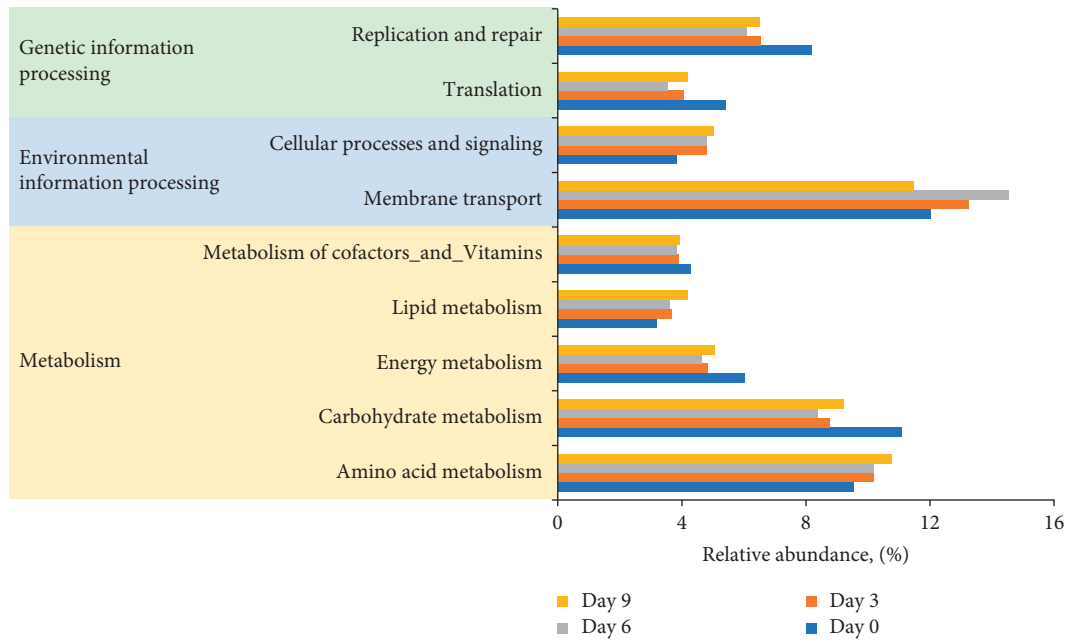 Genetic information
processing
Replication and repair
Translation
Environmental
information processing
Cellular processes and signaling
Membrane transport
Metabolism
Metabolism of cofactors_and_Vitamins
Lipid metabolism
Energy metabolism
Carbohydrate metabolism
Amino acid metabolism
0 4 8 12 16
Relative abundance, (%)
Day 9 Day 3
Day 6 Day 0